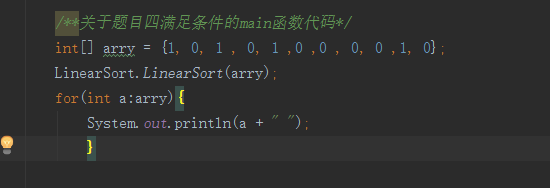 /**关于题目四满足条件的main函数代码*/
int[] arry = {1, 0, 1 , 0, 1 ,0 ,0 , 0, 0 ,1, 0};
LinearSort.LinearSort(arry);
for(int a:arry){
System.out.println(a + " ");
}